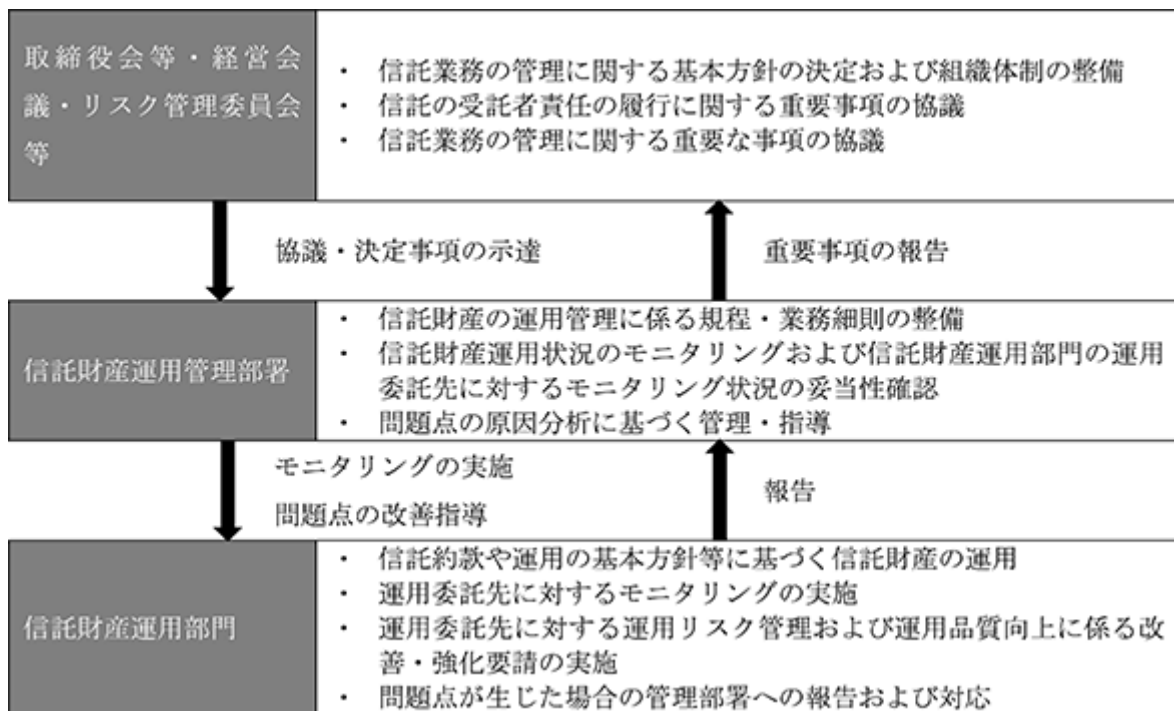 取締役会等・経営会
議・リスク管理委員会
等
・ 信託業務の管理に関する基本方針の決定および組織体制の整備
・ 信託の受託者責任の履行に関する重要事項の協議
・ 信託業務の管理に関する重要な事項の協議
協議・決定事項の示達
重要事項の報告
信託財産運用管理部署
・ 信託財産の運用管理に係る規程・業務細則の整備
・ 信託財産運用状況のモニタリングおよび信託財産運用部門の運用
委託先に対するモニタリング状況の妥当性確認
・ 問題点の原因分析に基づく管理・指導
モニタリングの実施
問題点の改善指導
報告
信託財産運用部門
・ 信託約款や運用の基本方針等に基づく信託財産の運用
・ 運用委託先に対するモニタリングの実施
・ 運用委託先に対する運用リスク管理および運用品質向上に係る改
善・強化要請の実施
・ 問題点が生じた場合の管理部署への報告および対応